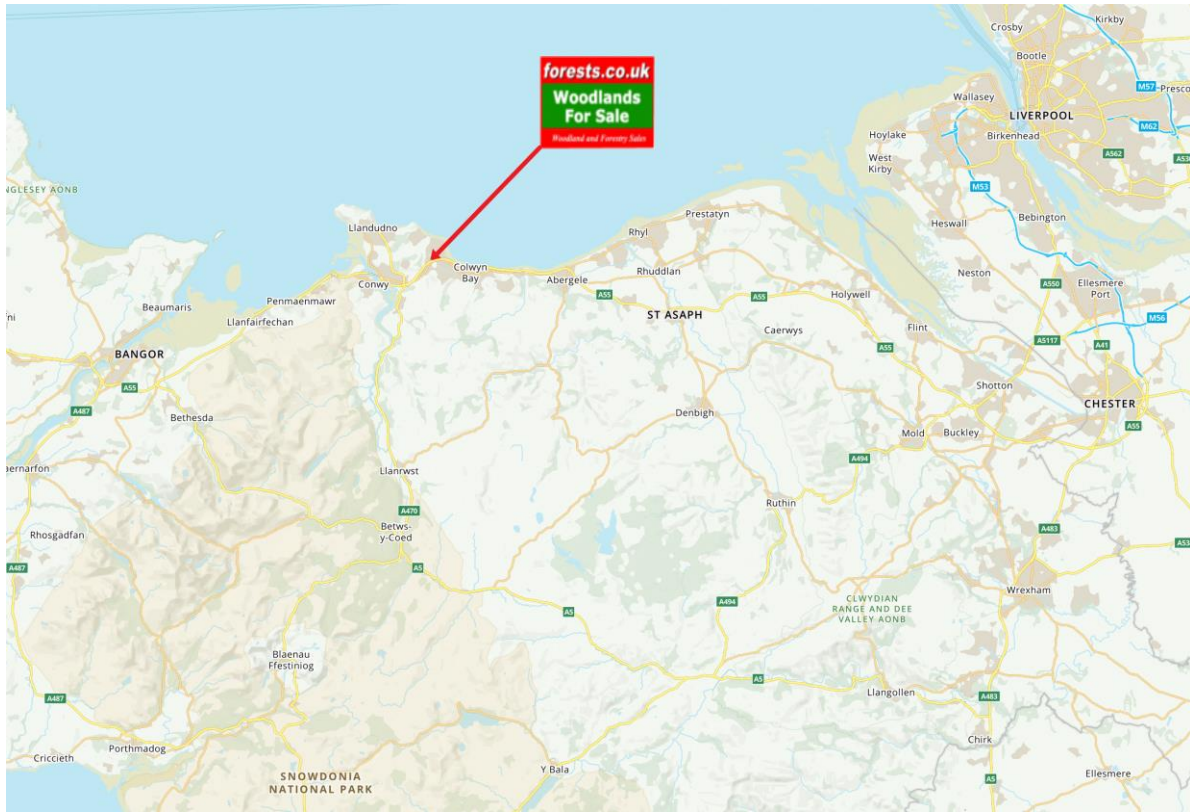 Crosby
Kirkby
Bootle
forests.co.uk
Woodlands
For Sale
Woodland and Forestry Sales
M57
Presco
Wallasey
LIVERPOOL
M62
Hoylake
Birkenhead
West
Kirby
A562
A530
M53
NGLESEY AONB
Bebington
Prestatyn
Llandudno
Rhyl
Heswall
Colwyn
Bay
Rhuddlan
Neston
Conwy
Abergele
A550
Ellesmere
Port
Holywell
A55
A55
Penmaenmawr
Beaumaris
ni
Llanfairfechan
ST ASAPH
Caerwys
Flint
M56
A5117
A41
A55
BANGOR
A55
Shotton
CHESTER
A487
Bethesda
Denbigh
A55
Mold
Buckley
A494
aernarfon
Llanrwst
Ruthin
A470
Rhosgadfan
Betws-
y-Coed
A483
A53
A487
A5
Wrexham
CLWYDIAN
RANGE AND DEE
VALLEY AONB
A494
A5
Blaenau
Ffestiniog
A5
Llangollen
A483
A487
Chirk
Porthmadog
Criccieth
Y Bala
SNOWDONIA
NATIONAL PARK
A5
Ellesmere